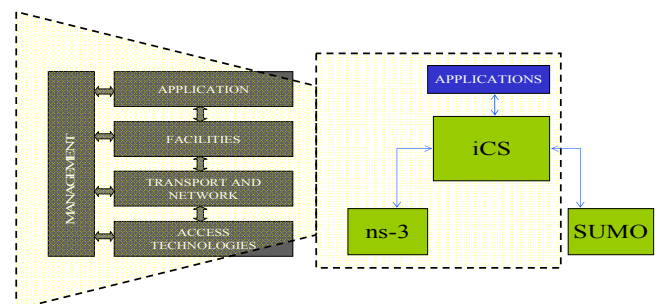 MANAGEMENT
APPLICATION
FACILITIES
TRANSPORT AND
NETWORK
ACCESS
TECHNOLOGIES
APPLICATIONS
iCS
ns-3
SUMO